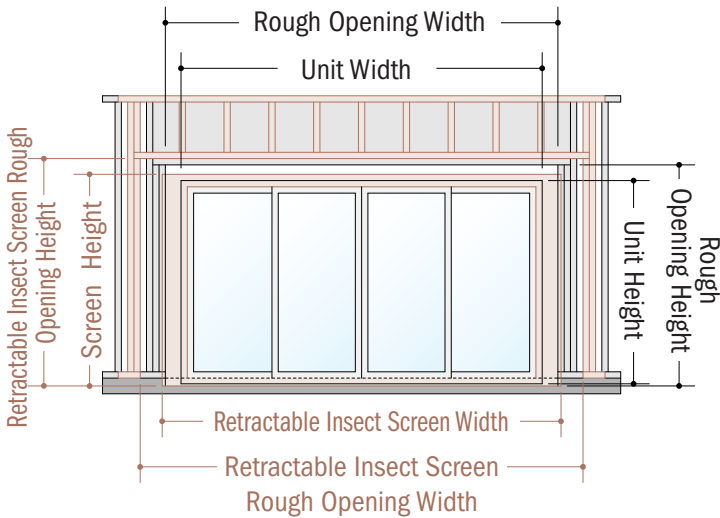 Rough Opening Width
Unit Width
Retractable Insect Screen Rough
Opening Height
Screen Height
Unit Height
Rough
Opening Height
Retractable Insect Screen Width
Retractable Insect Screen
Rough Opening Width